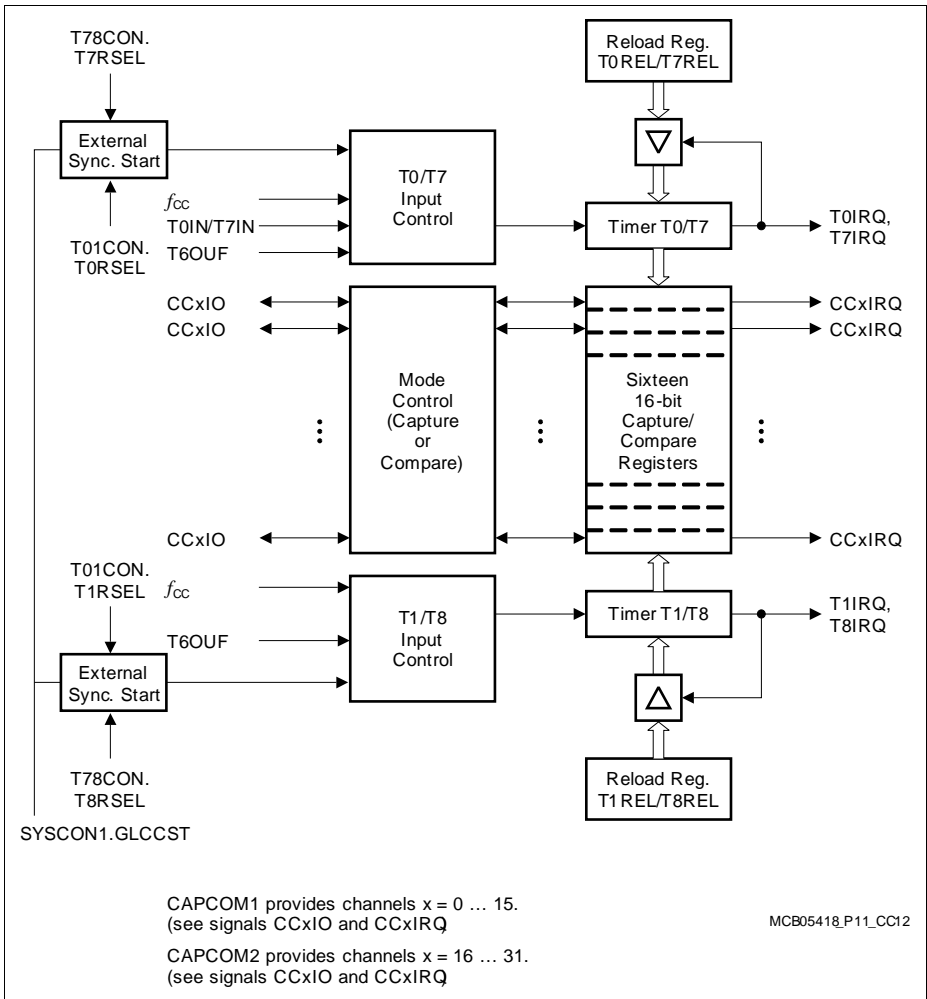 T78CON.
T7RSEL
Reload Reg.
T0REL/T7REL
External
Sync. Start
T0/T7
Input
Control
fCC
T0IN/T7IN
T6OUF
T01CON.
T0RSEL
Timer T0/T7
T0IRQ,
T7IRQ
CCxIO
CCxIO
CCxIRQ
CCxIRQ
Mode
Control
(Capture
or
Compare)
Sixteen
16-bit
Capture/
Compare
Registers
CCxIO
CCxIRQ
T01CON.
T1RSEL
fCC
T6OUF
T1/T8
Input
Control
Timer T1/T8
T1IRQ,
T8IRQ
External
Sync. Start
T78CON.
T8RSEL
Reload Reg.
T1REL/T8REL
SYSCON1.GLCCST
CAPCOM1 provides channels x = 0 … 15.
(see signals CCxIO and CCxIRQ)
MCB05418_P11_CC12
CAPCOM2 provides channels x = 16 … 31.
(see signals CCxIO and CCxIRQ)